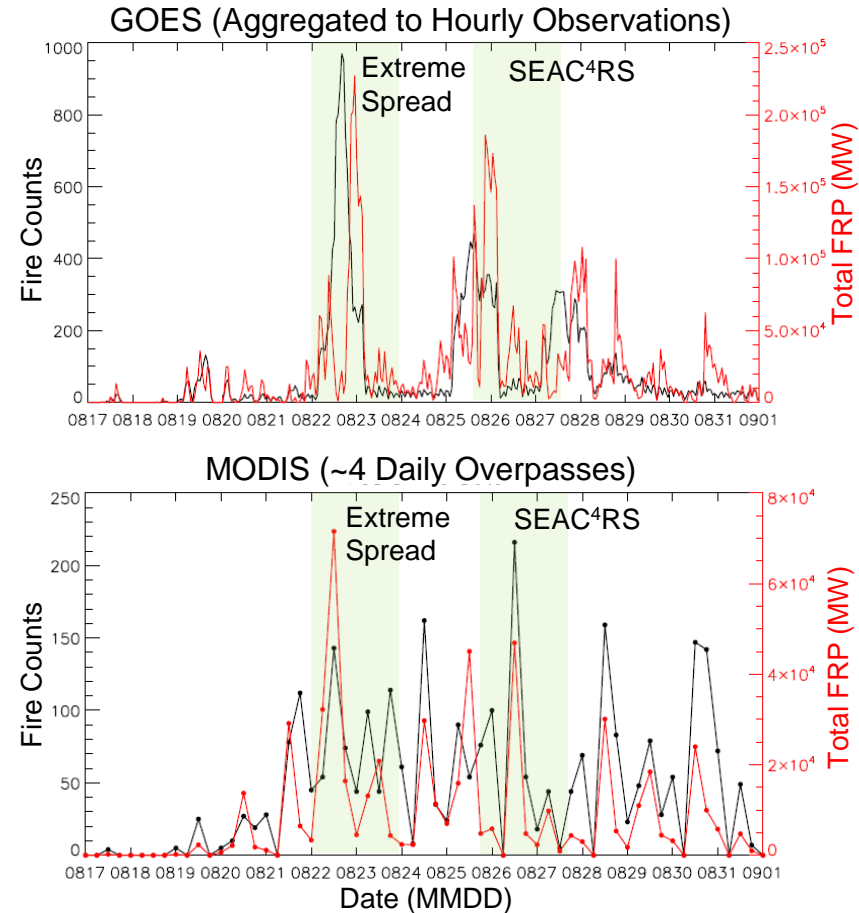 GOES (Aggregated to Hourly Observations)
1000
800
600
400
200
0
Fire Counts
Extreme
Spread
SEAC⁴RS
2.5×10⁵
2.0×10⁵
1.5×10⁵
1.0×10⁵
5.0×10⁴
0
Total FRP (MW)
0817 0818 0819 0820 0821 0822 0823 0824 0825 0826 0827 0828 0829 0830 0831 0901
MODIS (~4 Daily Overpasses)
250
200
150
100
50
0
Fire Counts
Extreme
Spread
SEAC⁴RS
8×10⁴
6×10⁴
4×10⁴
2×10⁴
0
Total FRP (MW)
0817 0818 0819 0820 0821 0822 0823 0824 0825 0826 0827 0828 0829 0830 0831 0901
Date (MMDD)